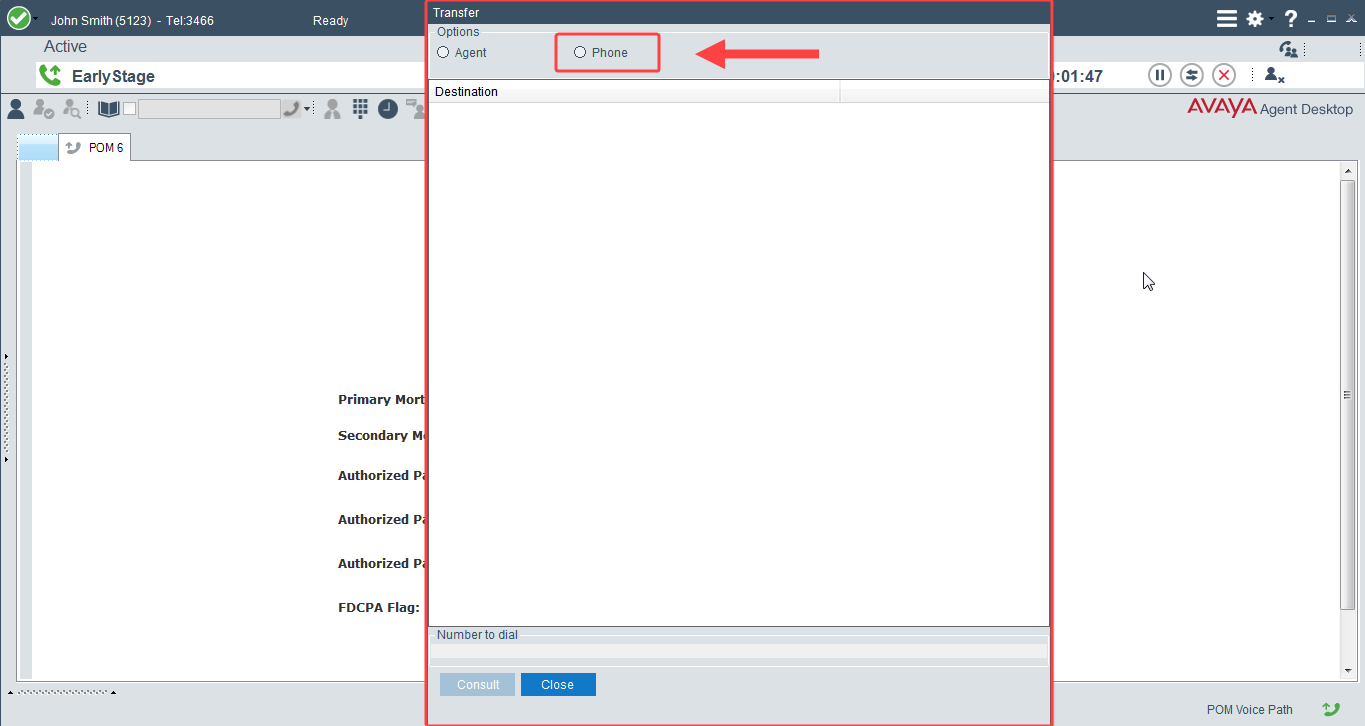 John Smith (5123) - Tel:3466
Ready
Transfer
Active
Options
Agent
Phone
EarlyStage
:01:47
Destination
AVAYA Agent Desktop
POM 6
Primary Mort
Secondary Mo
Authorized Pa
Authorized Pa
Authorized Pa
FDCPA Flag:
Number to dial
Consult
Close
POM Voice Path